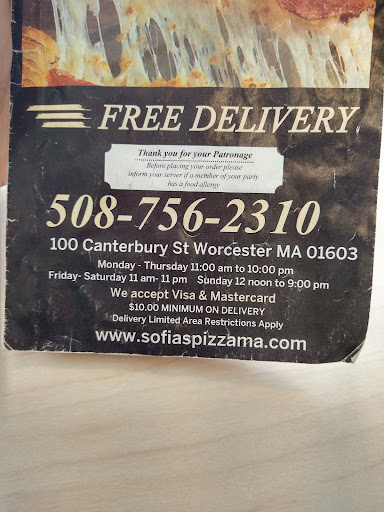 FREE DELIVERY
Thank you for your Patronage
Before placing your order please
inform your server if a member of your party
has a food allergy
508-756-2310
100 Canterbury St Worcester MA 01603
Monday - Thursday 11:00 am to 10:00 pm
Friday- Saturday 11 am- 11 pm Sunday 12 noon to 9:00 pm
We accept Visa & Mastercard
$10.00 MINIMUM ON DELIVERY
Delivery Limited Area Restrictions Apply
www.sofiaspizzama.com